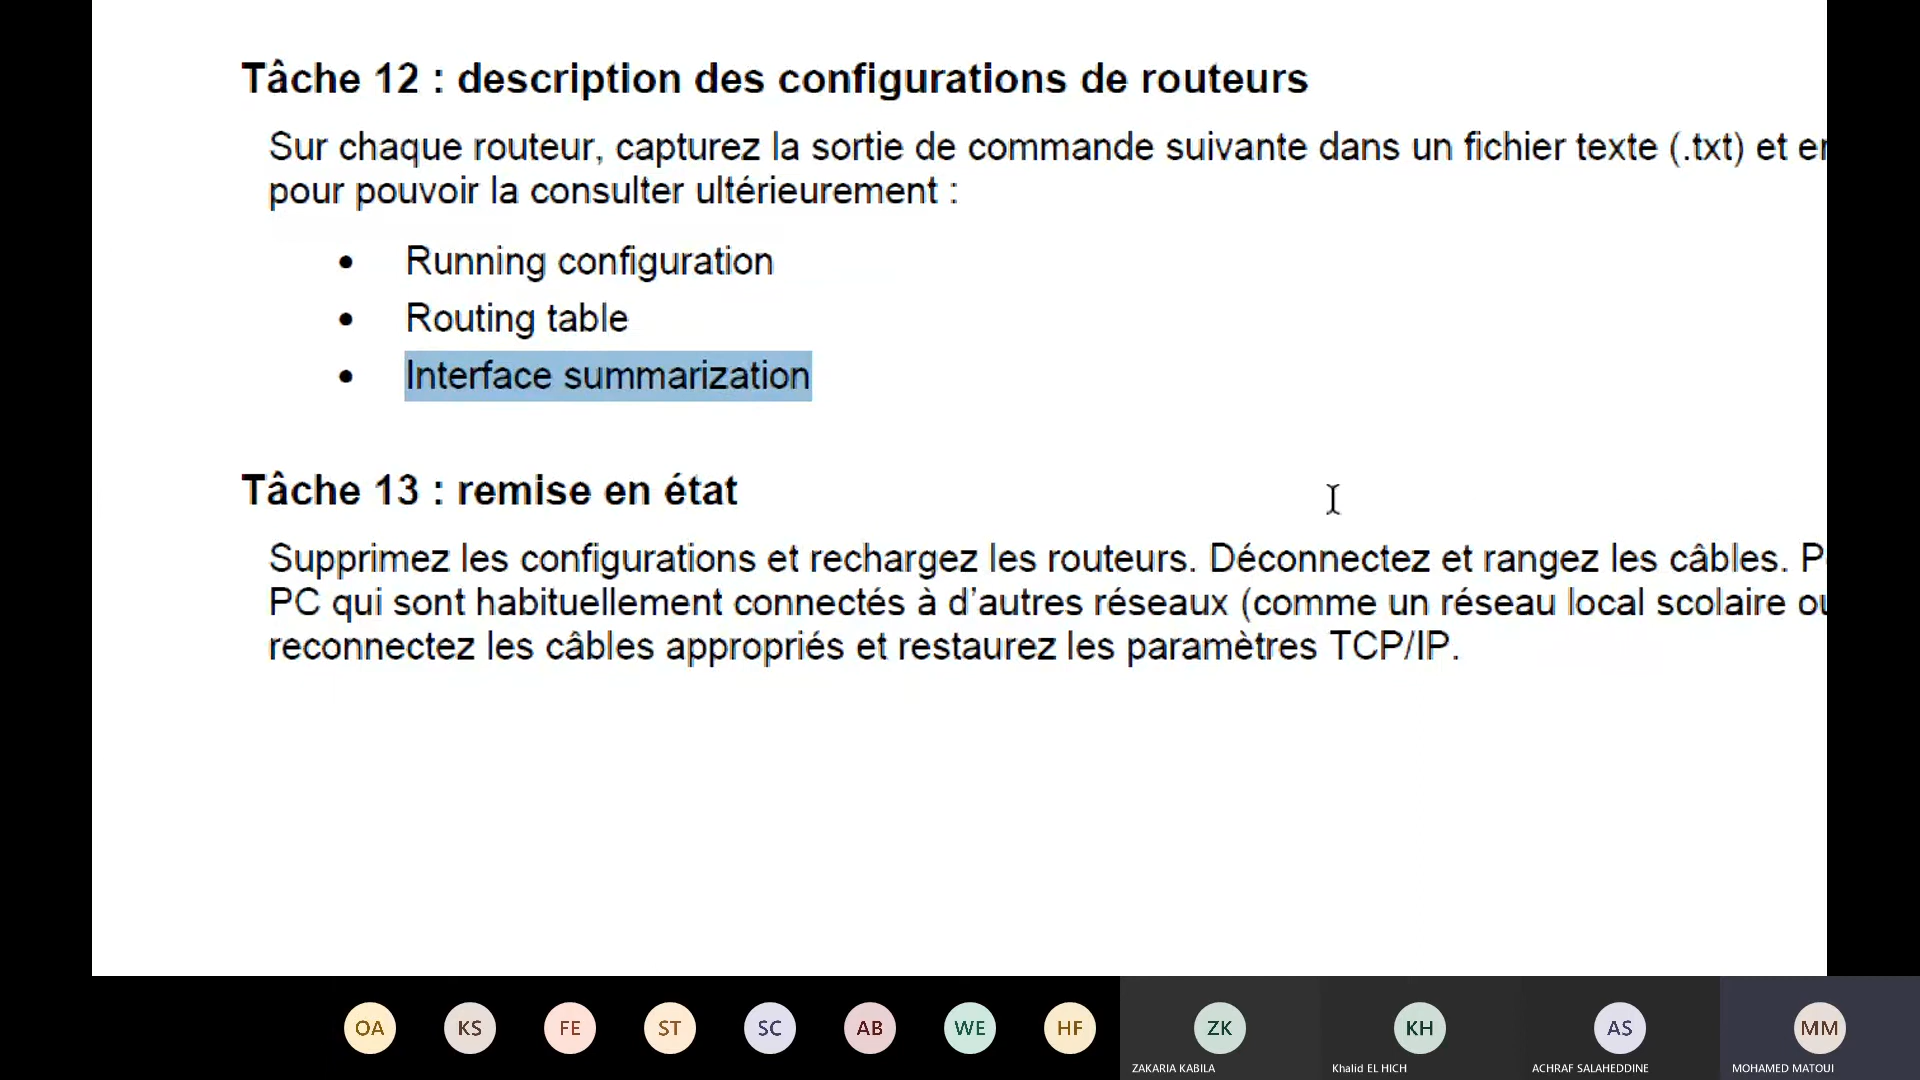 Tâche 12 : description des configurations de routeurs
Sur chaque routeur, capturez la sortie de commande suivante dans un fichier texte (.txt) et
pour pouvoir la consulter ultérieurement :
• Running configuration
• Routing table
• Interface summarization
Tâche 13 : remise en état
Supprimez les configurations et rechargez les routeurs. Déconnectez et rangez les câbles.
PC qui sont habituellement connectés à d’autres réseaux (comme un réseau local scolaire
reconnectez les câbles appropriés et restaurez les paramètres TCP/IP.
OA KS FE ST SC AB WE HF ZK KH AS MM
ZAKARIA KABILA Khalid EL HICH ACHRAF SALAHEDDINE MOHAMED MATOUI